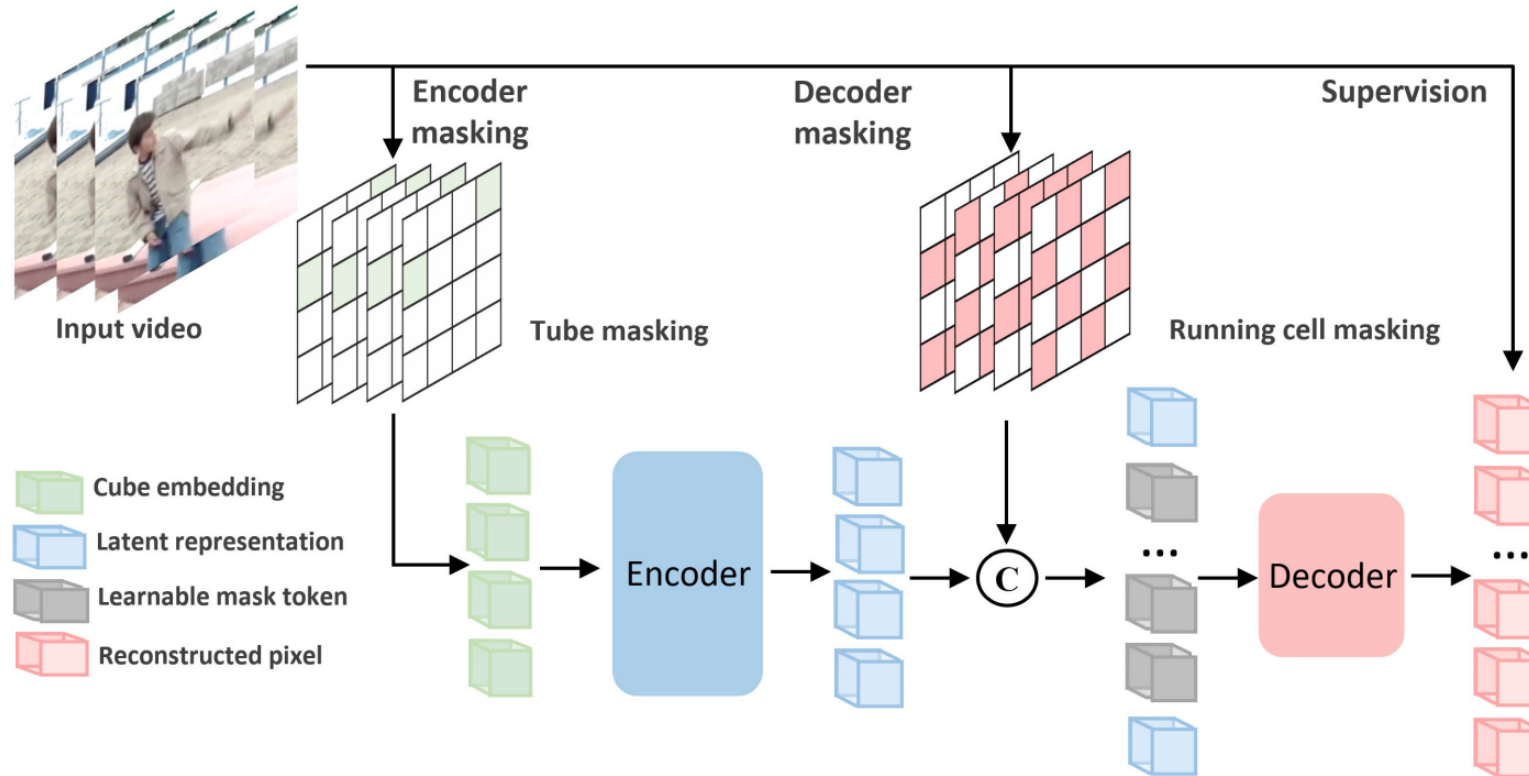 Encoder
masking
Decoder
masking
Supervision
Input video
Tube masking
Running cell masking
Cube embedding
Latent representation
Learnable mask token
Reconstructed pixel
Encoder
C
...
Decoder
...